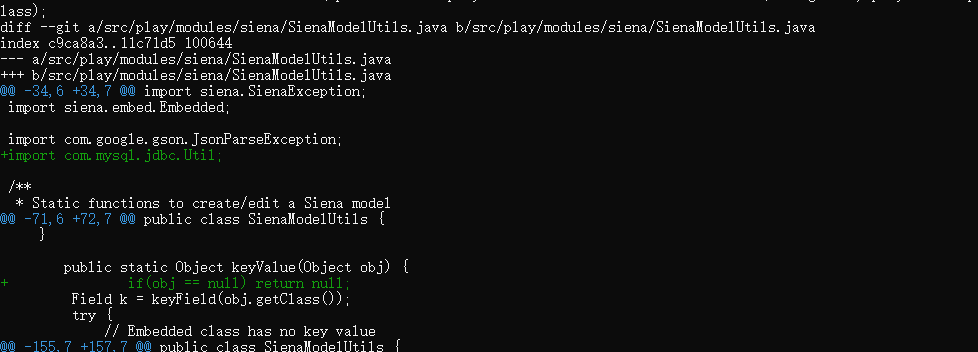 lass);
diff --git a/src/play/modules/siena/SienaModelUtils.java b/src/play/modules/siena/SienaModelUtils.java
index c9ca8a3..11c71d5 100644
--- a/src/play/modules/siena/SienaModelUtils.java
+++ b/src/play/modules/siena/SienaModelUtils.java
@@ -34,6 +34,7 @@ import siena.SienaException;
 import siena.embed.Embedded;

 import com.google.gson.JsonParseException;
+import com.mysql.jdbc.Util;

 /**
  * Static functions to create/edit a Siena model
@@ -71,6 +72,7 @@ public class SienaModelUtils {
     }

        public static Object keyValue(Object obj) {
+               if(obj == null) return null;
         Field k = keyField(obj.getClass());
         try {
             // Embedded class has no key value
@@ -155,7 +157,7 @@ public class SienaModelUtils {